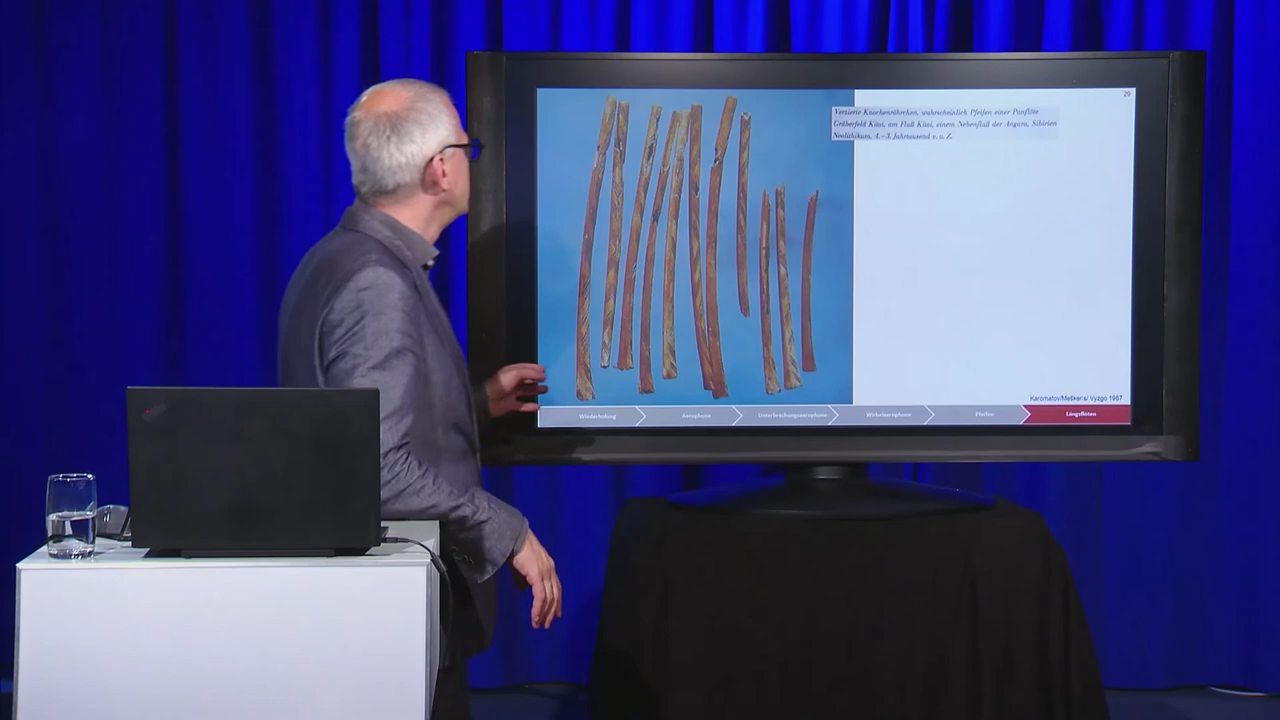 29
Verzierte Knochenröhrchen, wahrscheinlich Pfeifen einer Panflöte
Gräberfeld Kitoi, am Fluß Kitoi, einem Nebenfluß der Angara, Sibirien
Neolithikum, 4.–3. Jahrtausend v. u. Z.
Karomatov/Meškeris/ Vyzgo 1987
Wiederholung
Aerophone
Unterbrechungsaerophone
Wirbelaerophone
Pfeifen
Längsflöten